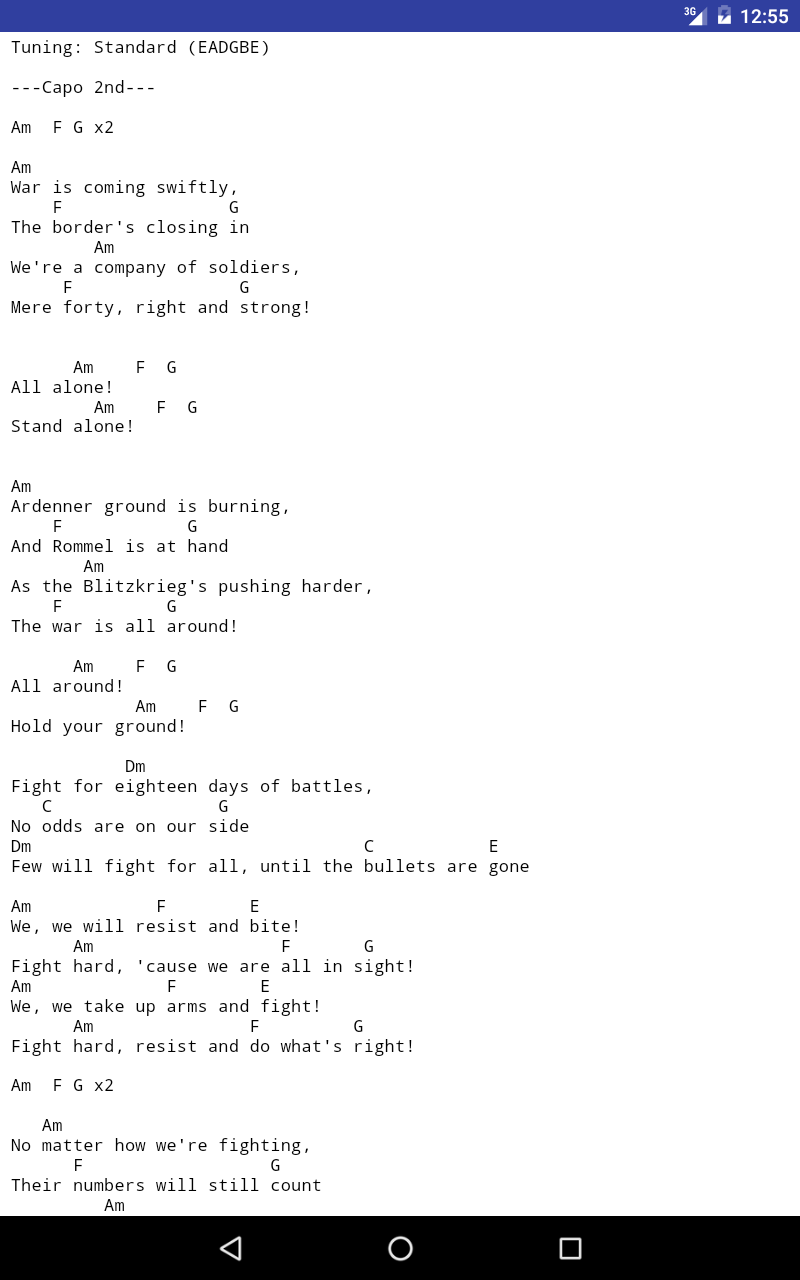 3G 12:55
Tuning: Standard (EADGBE)

---Capo 2nd---

Am  F G x2

Am
War is coming swiftly,
    F                G
The border's closing in
        Am
We're a company of soldiers,
     F                G
Mere forty, right and strong!


      Am    F  G
All alone!
        Am    F  G
Stand alone!


Am
Ardenner ground is burning,
    F            G
And Rommel is at hand
       Am
As the Blitzkrieg's pushing harder,
    F          G
The war is all around!

      Am    F  G
All around!
            Am    F  G
Hold your ground!

           Dm
Fight for eighteen days of battles,
   C                G
No odds are on our side
Dm                                C           E
Few will fight for all, until the bullets are gone

Am            F        E
We, we will resist and bite!
      Am                  F       G
Fight hard, 'cause we are all in sight!
Am             F        E
We, we take up arms and fight!
      Am               F         G
Fight hard, resist and do what's right!

Am  F G x2

   Am
No matter how we're fighting,
      F                  G
Their numbers will still count
         Am